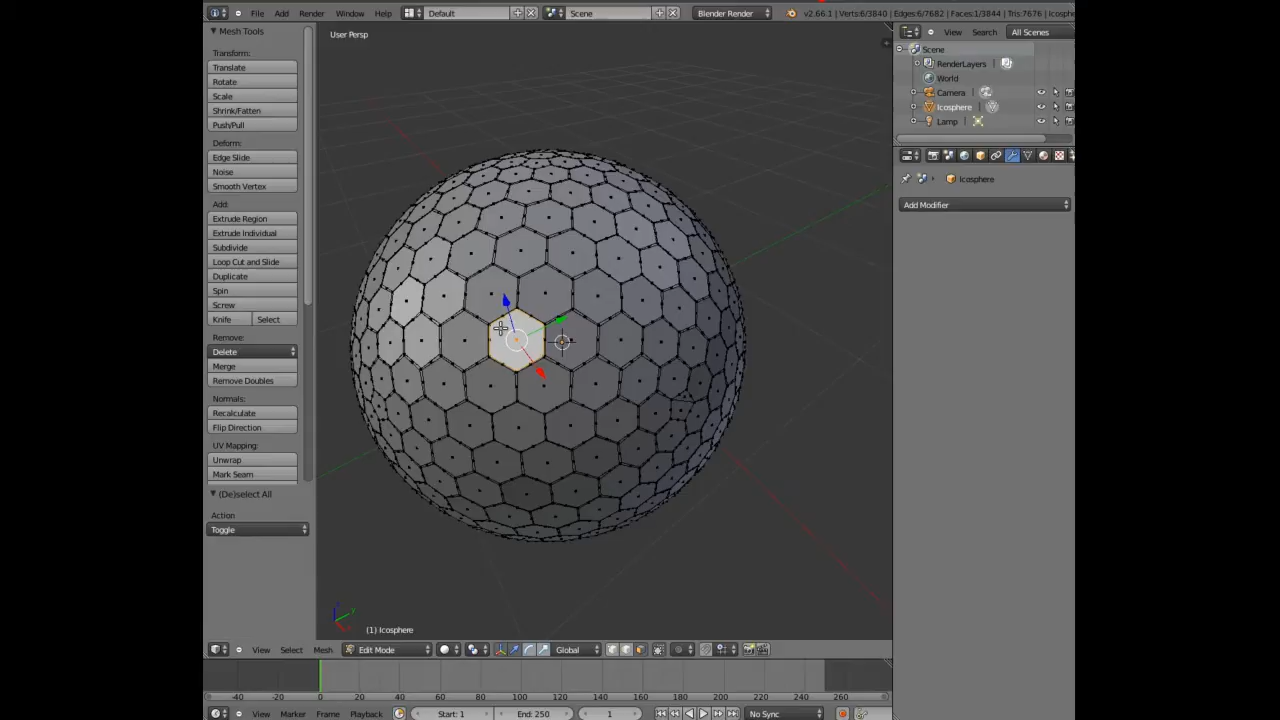 File Add Render Window Help Default Scene Blender Render v2.66.1 | Verts:6/3840 | Edges:6/7682 | Faces:1/3844 | Tris:7676 | Icosphe
Mesh Tools
Transform:
Translate
Rotate
Scale
Shrink/Fatten
Push/Pull
Deform:
Edge Slide
Noise
Smooth Vertex
Add:
Extrude Region
Extrude Individual
Subdivide
Loop Cut and Slide
Duplicate
Spin
Screw
Knife Select
Remove:
Delete
Merge
Remove Doubles
Normals:
Recalculate
Flip Direction
UV Mapping:
Unwrap
Mark Seam
(De)select All
Action
Toggle
User Persp
(1) Icosphere
View Search All Scenes
Scene
RenderLayers
World
Camera
Icosphere
Lamp
Icosphere
Add Modifier
View Select Mesh Edit Mode Global
-40 -20 0 20 40 60 80 100 120 140 160 180 200 220 240 260
View Marker Frame Playback Start: 1 End: 250 1 No Sync